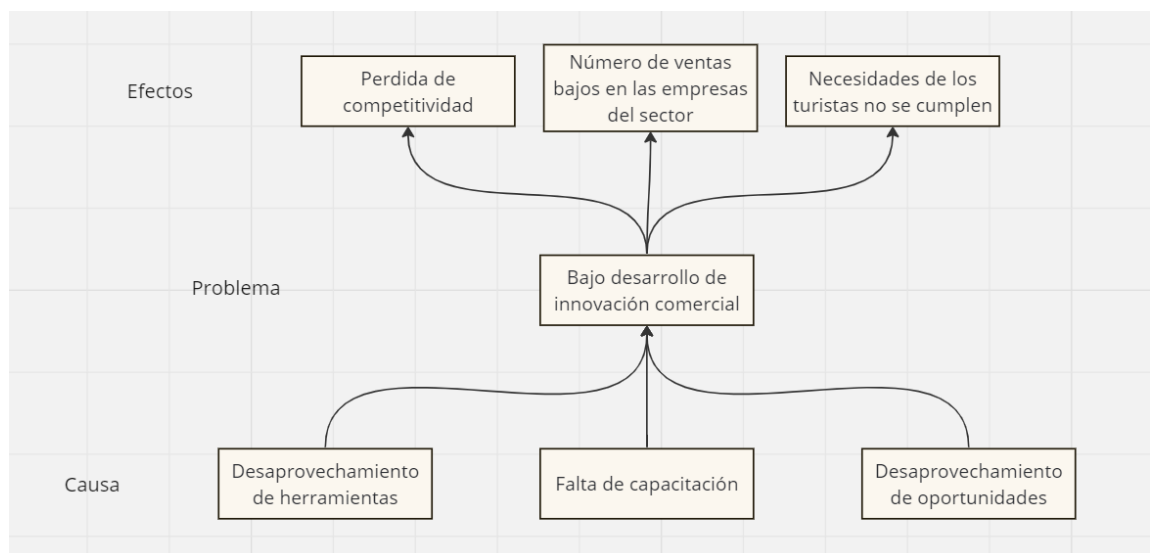 Efectos
Perdida de
competitividad
Número de ventas
bajos en las empresas
del sector
Necesidades de los
turistas no se cumplen
Problema
Bajo desarrollo de
innovación comercial
Causa
Desaprovechamiento
de herramientas
Falta de capacitación
Desaprovechamiento
de oportunidades